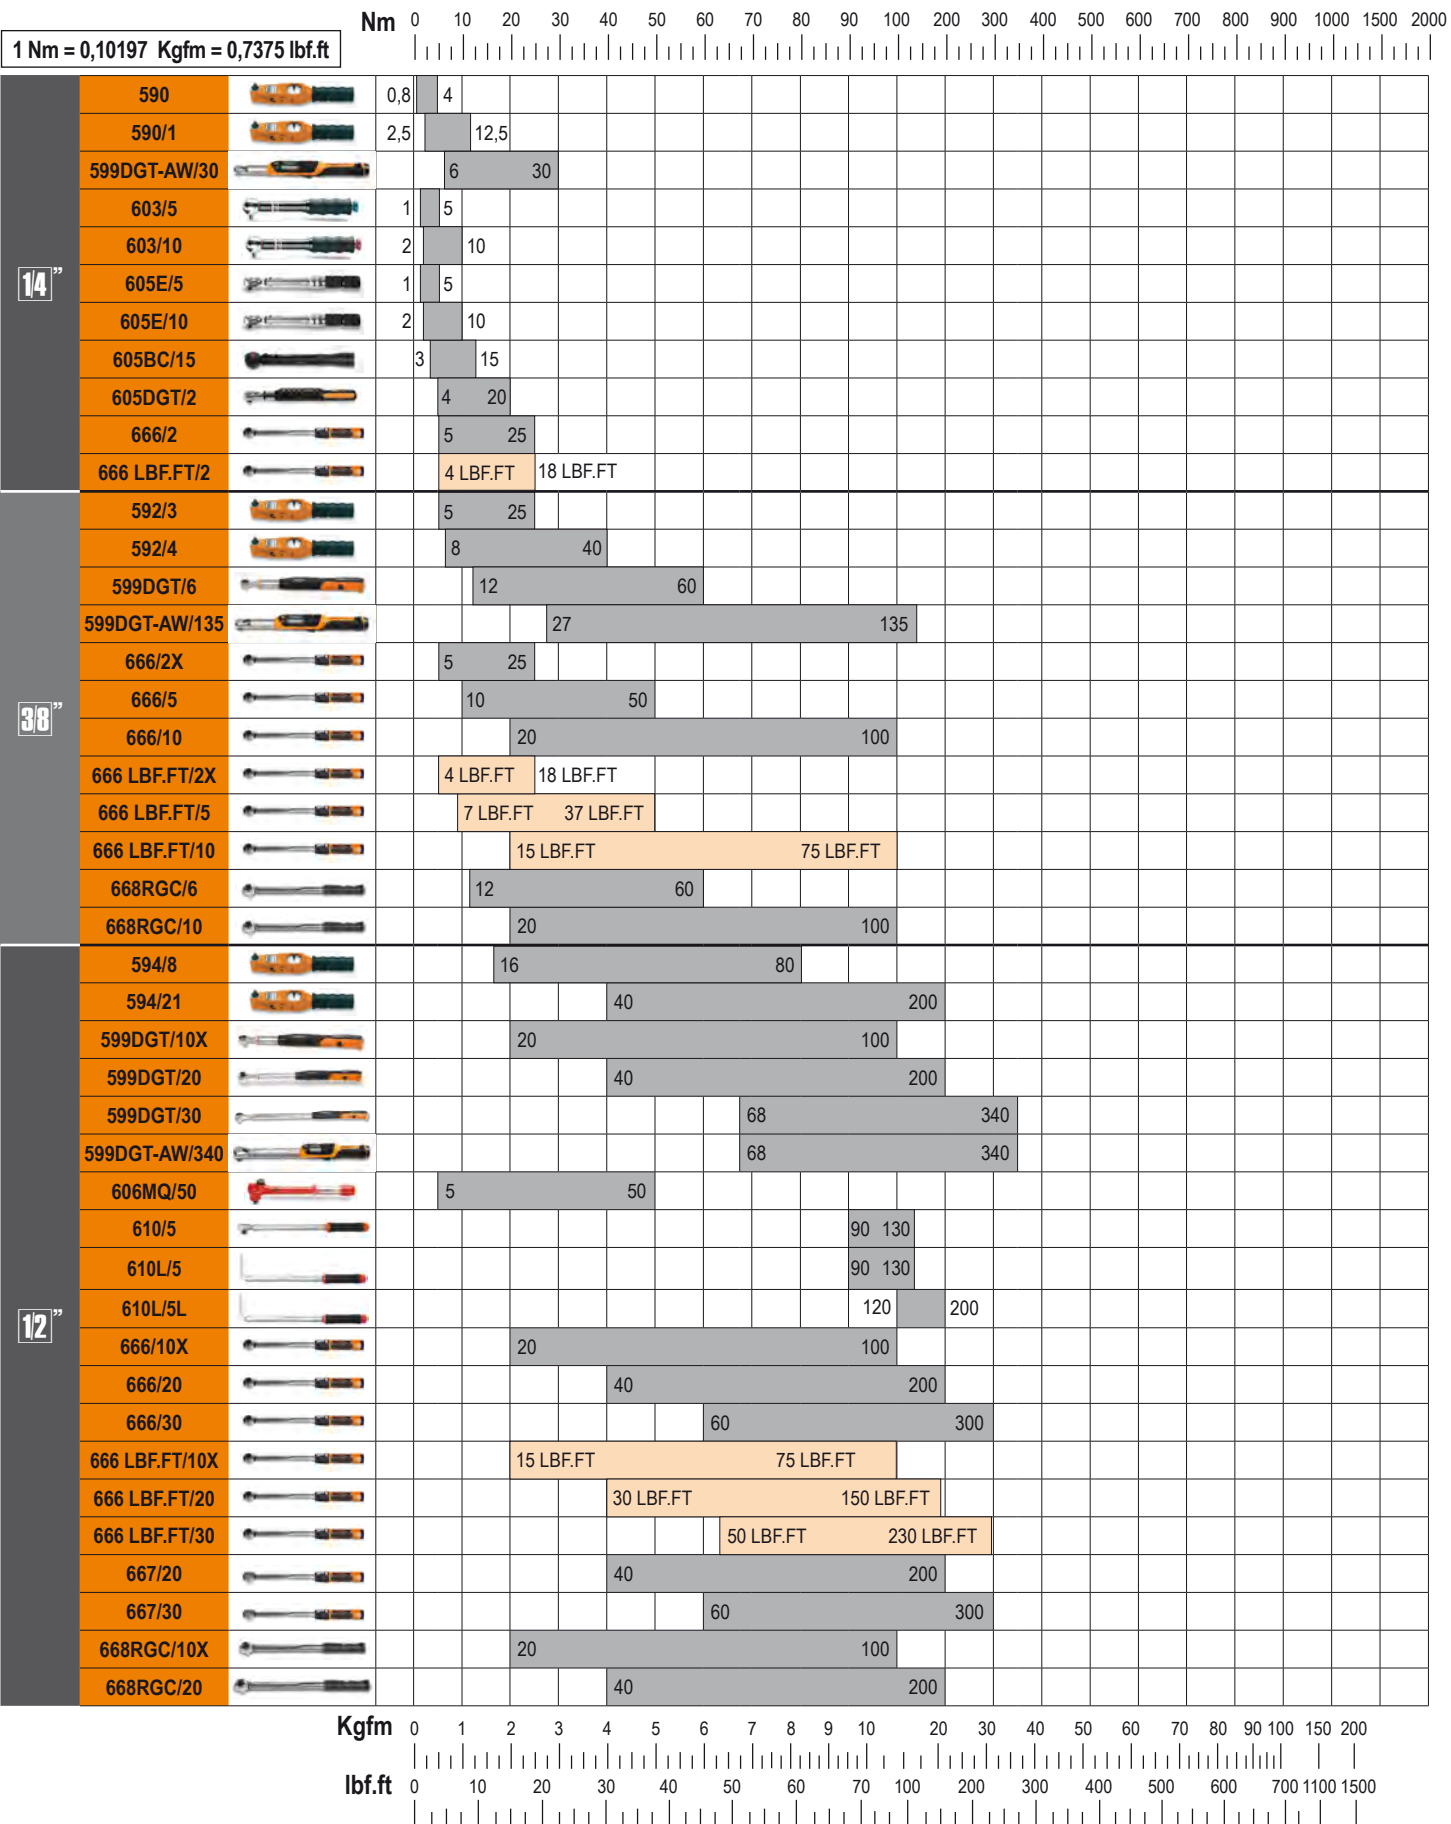 Nm 0 10 20 30 40 50 60 70 80 90 100 200 300 400 500 600 700 800 900 1000 1500 2000
1 Nm = 0,10197 Kgfm = 0,7375 lbf.ft
1/4”
590 0,8 4
590/1 2,5 12,5
599DGT-AW/30 6 30
603/5 1 5
603/10 2 10
605E/5 1 5
605E/10 2 10
605BC/15 3 15
605DGT/2 4 20
666/2 5 25
666 LBF.FT/2 4 LBF.FT 18 LBF.FT
3/8”
592/3 5 25
592/4 8 40
599DGT/6 12 60
599DGT-AW/135 27 135
666/2X 5 25
666/5 10 50
666/10 20 100
666 LBF.FT/2X 4 LBF.FT 18 LBF.FT
666 LBF.FT/5 7 LBF.FT 37 LBF.FT
666 LBF.FT/10 15 LBF.FT 75 LBF.FT
668RGC/6 12 60
668RGC/10 20 100
1/2”
594/8 16 80
594/21 40 200
599DGT/10X 20 100
599DGT/20 40 200
599DGT/30 68 340
599DGT-AW/340 68 340
606MQ/50 5 50
610/5 90 130
610L/5 90 130
610L/5L 120 200
666/10X 20 100
666/20 40 200
666/30 60 300
666 LBF.FT/10X 15 LBF.FT 75 LBF.FT
666 LBF.FT/20 30 LBF.FT 150 LBF.FT
666 LBF.FT/30 50 LBF.FT 230 LBF.FT
667/20 40 200
667/30 60 300
668RGC/10X 20 100
668RGC/20 40 200
Kgfm 0 1 2 3 4 5 6 7 8 9 10 20 30 40 50 60 70 80 90 100 150 200
lbf.ft 0 10 20 30 40 50 60 70 100 200 300 400 500 600 700 1100 1500